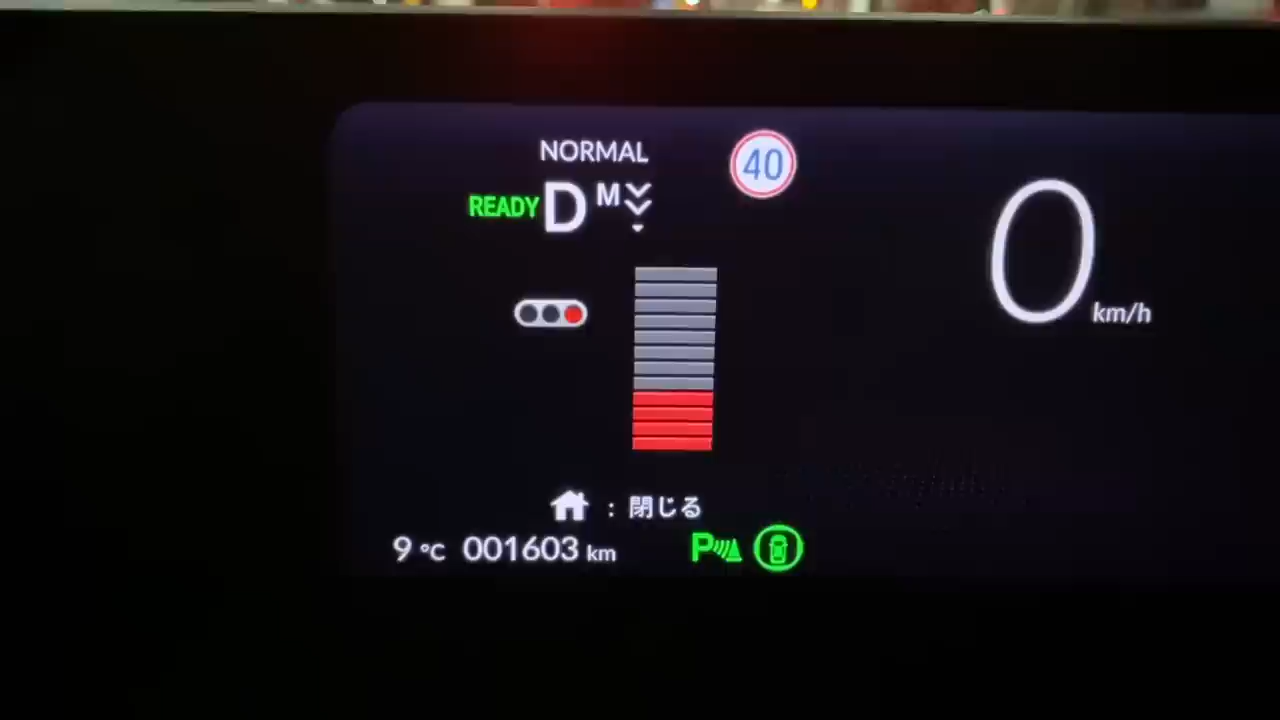 NORMAL
40
READY D M
0 km/h
: 閉じる
9 °C 001603 km
P